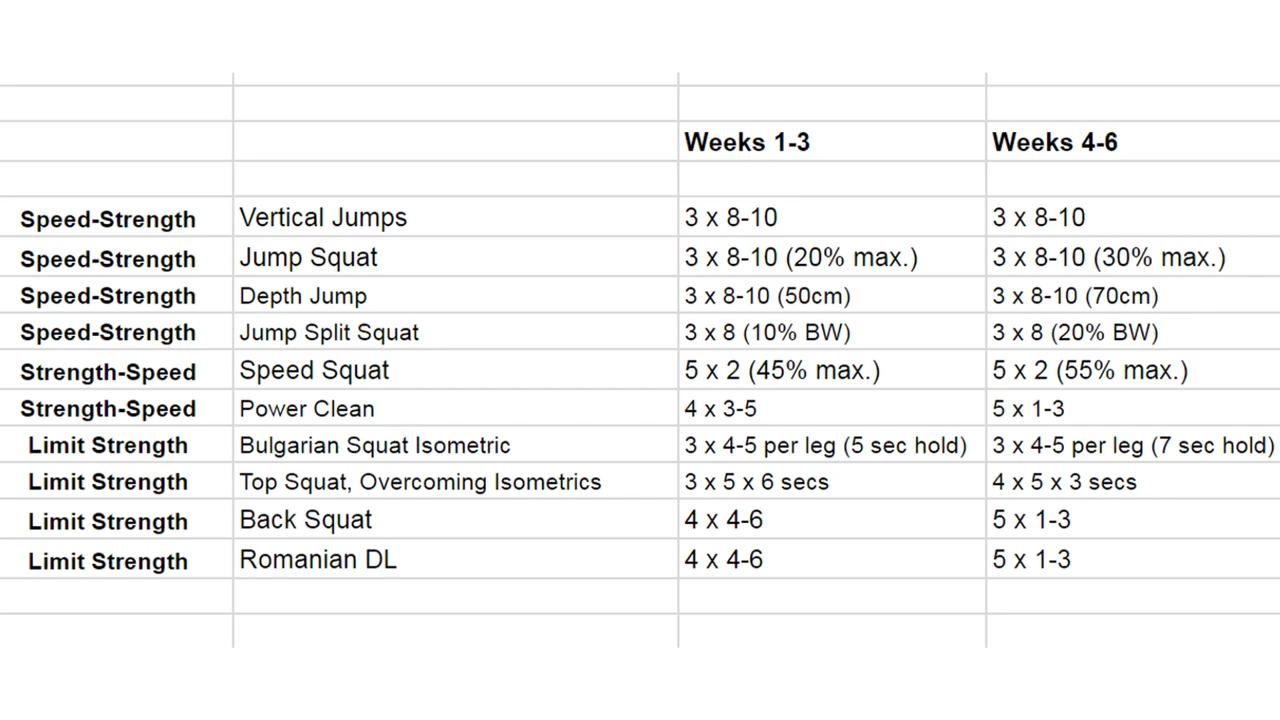 Weeks 1-3 Weeks 4-6
Speed-Strength Vertical Jumps 3 x 8-10 3 x 8-10
Speed-Strength Jump Squat 3 x 8-10 (20% max.) 3 x 8-10 (30% max.)
Speed-Strength Depth Jump 3 x 8-10 (50cm) 3 x 8-10 (70cm)
Speed-Strength Jump Split Squat 3 x 8 (10% BW) 3 x 8 (20% BW)
Strength-Speed Speed Squat 5 x 2 (45% max.) 5 x 2 (55% max.)
Strength-Speed Power Clean 4 x 3-5 5 x 1-3
Limit Strength Bulgarian Squat Isometric 3 x 4-5 per leg (5 sec hold) 3 x 4-5 per leg (7 sec hold)
Limit Strength Top Squat, Overcoming Isometrics 3 x 5 x 6 secs 4 x 5 x 3 secs
Limit Strength Back Squat 4 x 4-6 5 x 1-3
Limit Strength Romanian DL 4 x 4-6 5 x 1-3